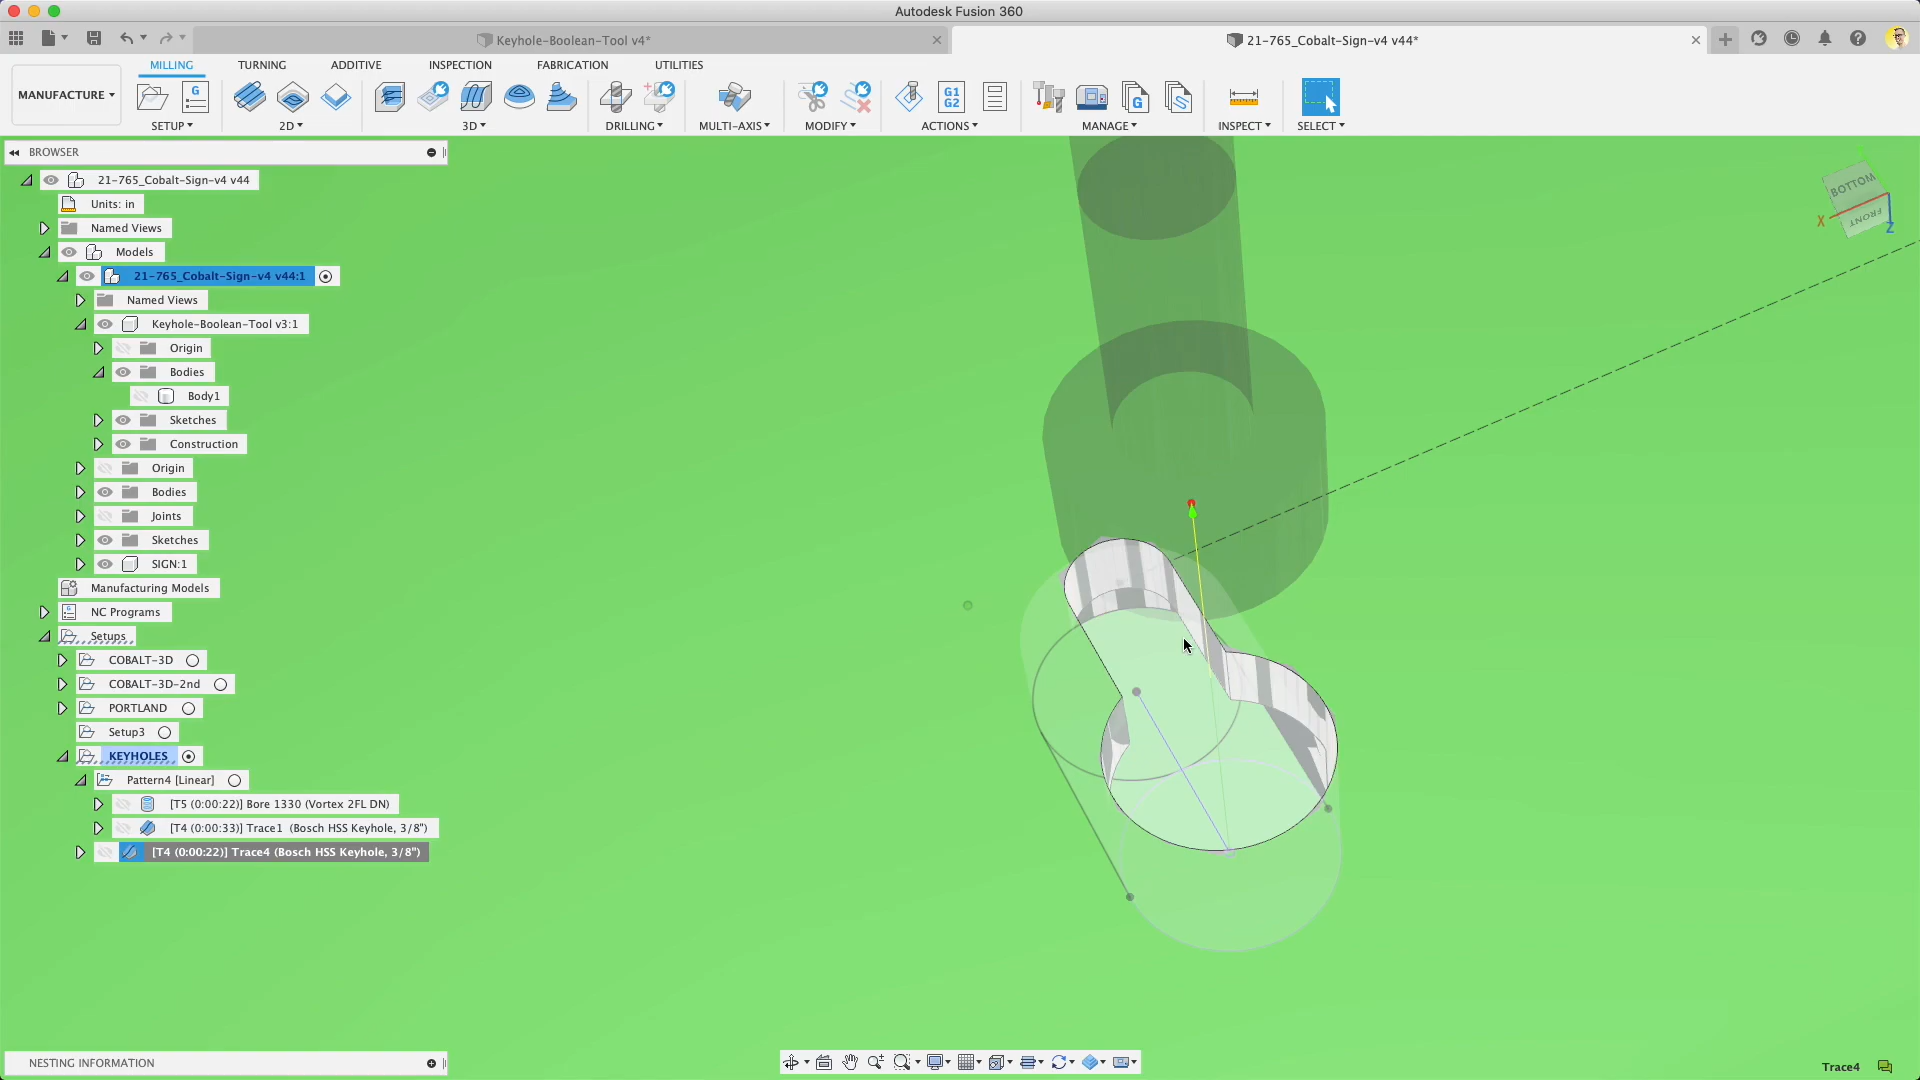 Autodesk Fusion 360
Keyhole-Boolean-Tool v4*
21-765_Cobalt-Sign-v4 v44*
MILLING TURNING ADDITIVE INSPECTION FABRICATION UTILITIES
MANUFACTURE
G1
G2
G
SETUP 2D 3D DRILLING MULTI-AXIS MODIFY ACTIONS MANAGE INSPECT SELECT
BROWSER
21-765_Cobalt-Sign-v4 v44
Units: in
Named Views
Models
21-765_Cobalt-Sign-v4 v44:1
Named Views
Keyhole-Boolean-Tool v3:1
Origin
Bodies
Body1
Sketches
Construction
Origin
Bodies
Joints
Sketches
SIGN:1
Manufacturing Models
NC Programs
Setups
COBALT-3D
COBALT-3D-2nd
PORTLAND
Setup3
KEYHOLES
Pattern4 [Linear]
[T5 (0:00:22)] Bore 1330 (Vortex 2FL DN)
[T4 (0:00:33)] Trace1 (Bosch HSS Keyhole, 3/8")
[T4 (0:00:22)] Trace4 (Bosch HSS Keyhole, 3/8")
BOTTOM
FRONT
X
Z
NESTING INFORMATION
Trace4